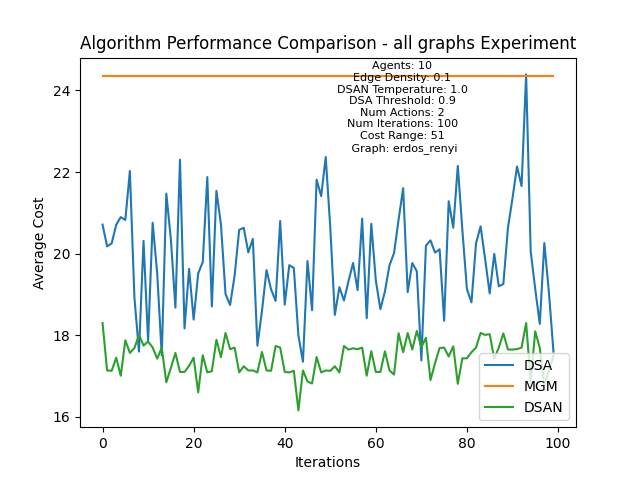 Algorithm Performance Comparison - all graphs Experiment
Agents: 10
Edge Density: 0.1
DSAN Temperature: 1.0
DSA Threshold: 0.9
Num Actions: 2
Num Iterations: 100
Cost Range: 51
Graph: erdos_renyi
24
22
20
18
16
Average Cost
0 20 40 60 80 100
Iterations
DSA
MGM
DSAN